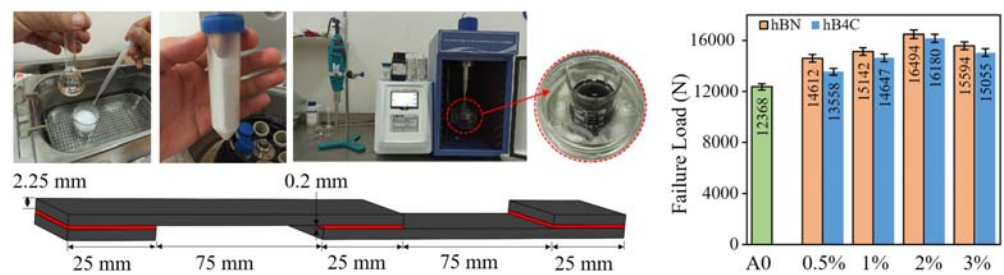 2.25 mm
0.2 mm
25 mm
75 mm
25 mm
75 mm
25 mm
hBN
hB4C
Failure Load (N)
16000
12000
8000
4000
0
12368
14612
13558
15142
14647
16494
16180
15594
15055
A0
0.5%
1%
2%
3%